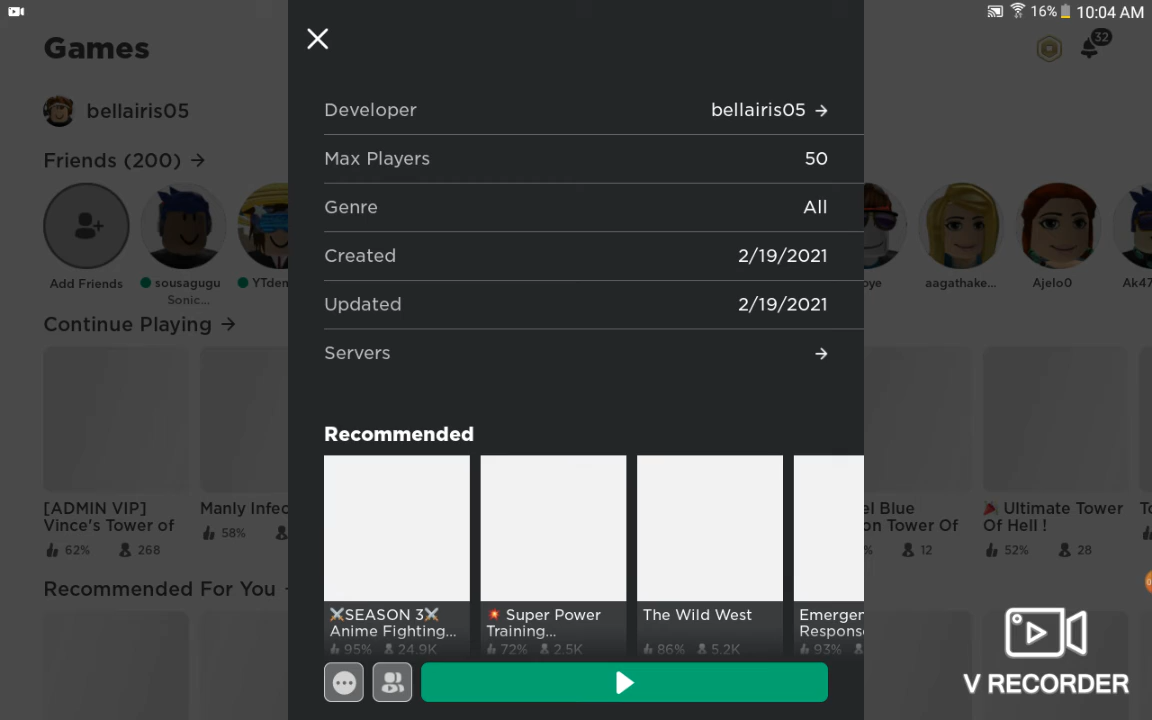 16% 10:04 AM
Games
32
bellairis05
Friends (200) →
Add Friends
sousagugu
Sonic...
aagathake...
Ajelo0
Continue Playing →
[ADMIN VIP]
Vince's Tower of
62% 268
58%
12
Ultimate Tower
Of Hell !
52% 28
Recommended For You
Developer bellairis05 →
Max Players 50
Genre All
Created 2/19/2021
Updated 2/19/2021
Servers →
Recommended
⚔️SEASON 3⚔️
Anime Fighting...
95% 24.9K
💥 Super Power
Training...
72% 2.5K
The Wild West
86% 5.2K
93%
V RECORDER